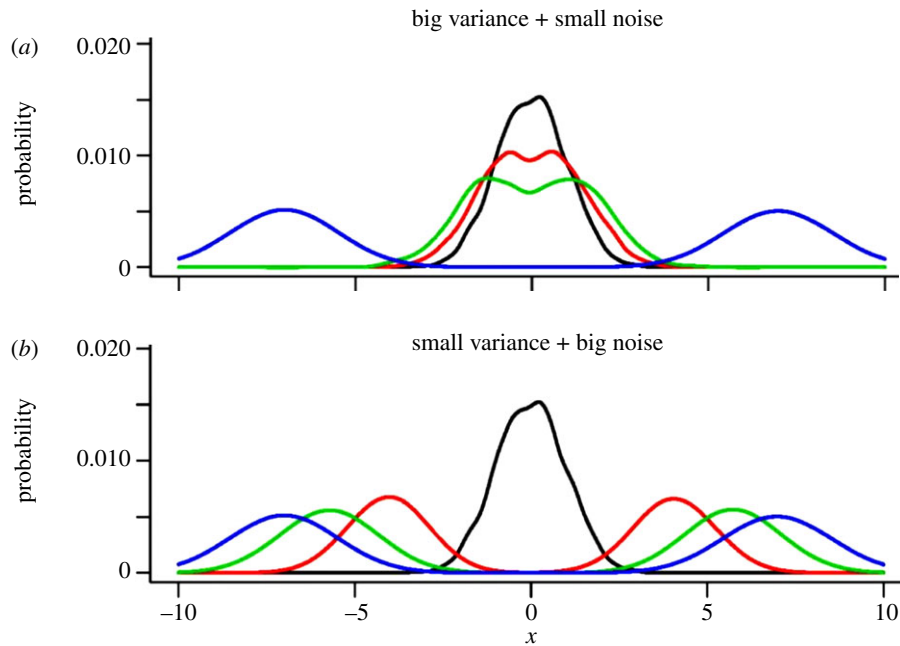 big variance + small noise
(a)
0.020
0.010
0
probability
small variance + big noise
(b)
0.020
0.010
0
probability
–10
–5
0
5
10
x